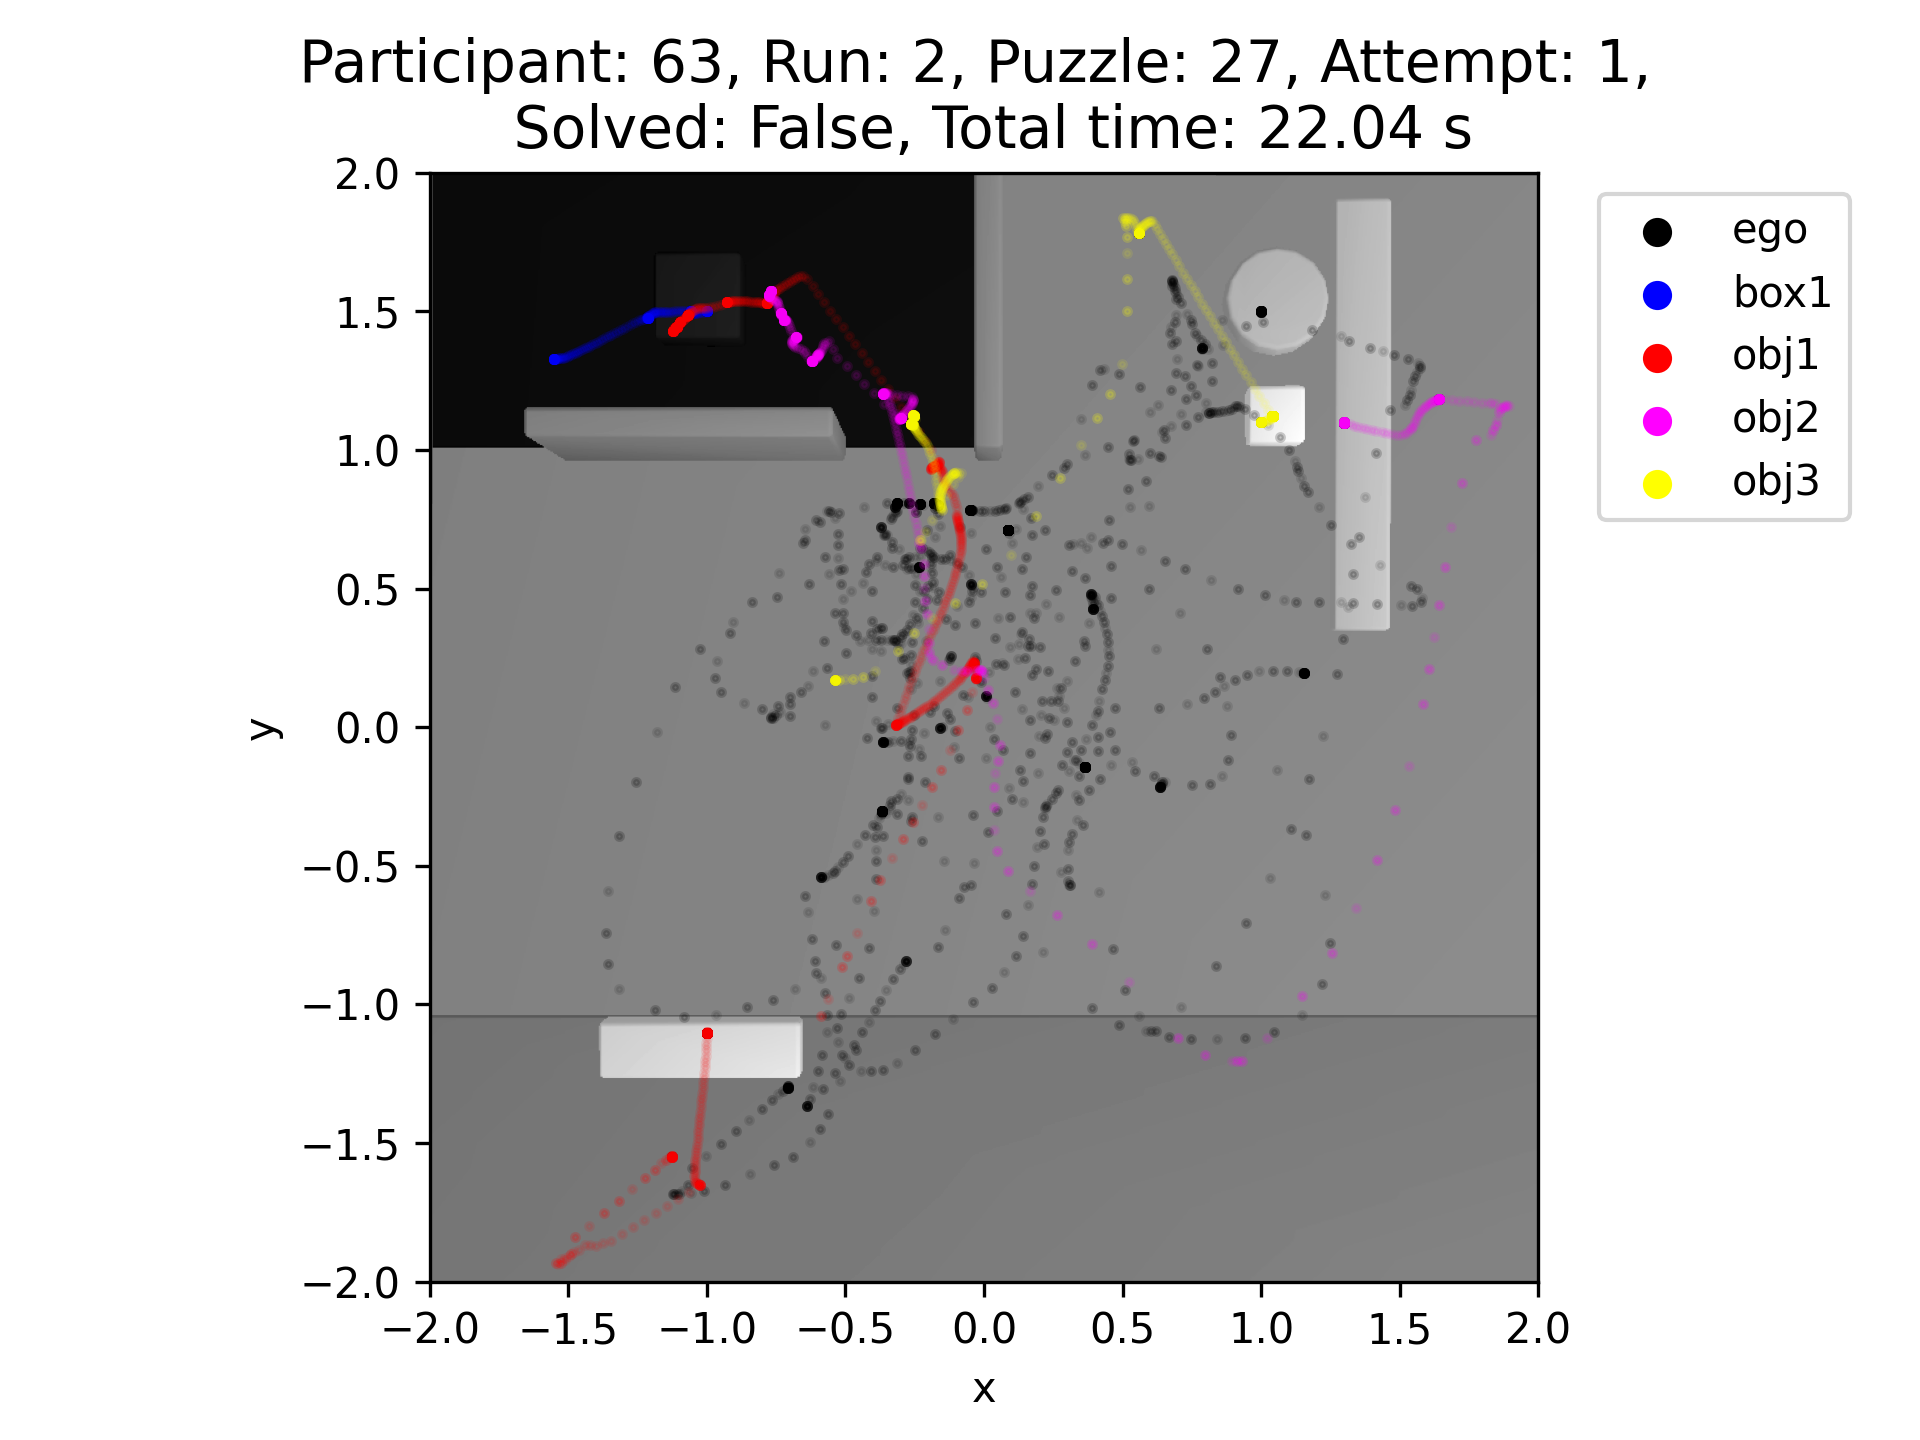 Participant: 63, Run: 2, Puzzle: 27, Attempt: 1,
Solved: False, Total time: 22.04 s
2.0
1.5
1.0
0.5
0.0
−0.5
−1.0
−1.5
−2.0
y
−2.0 −1.5 −1.0 −0.5 0.0 0.5 1.0 1.5 2.0
x
ego
box1
obj1
obj2
obj3